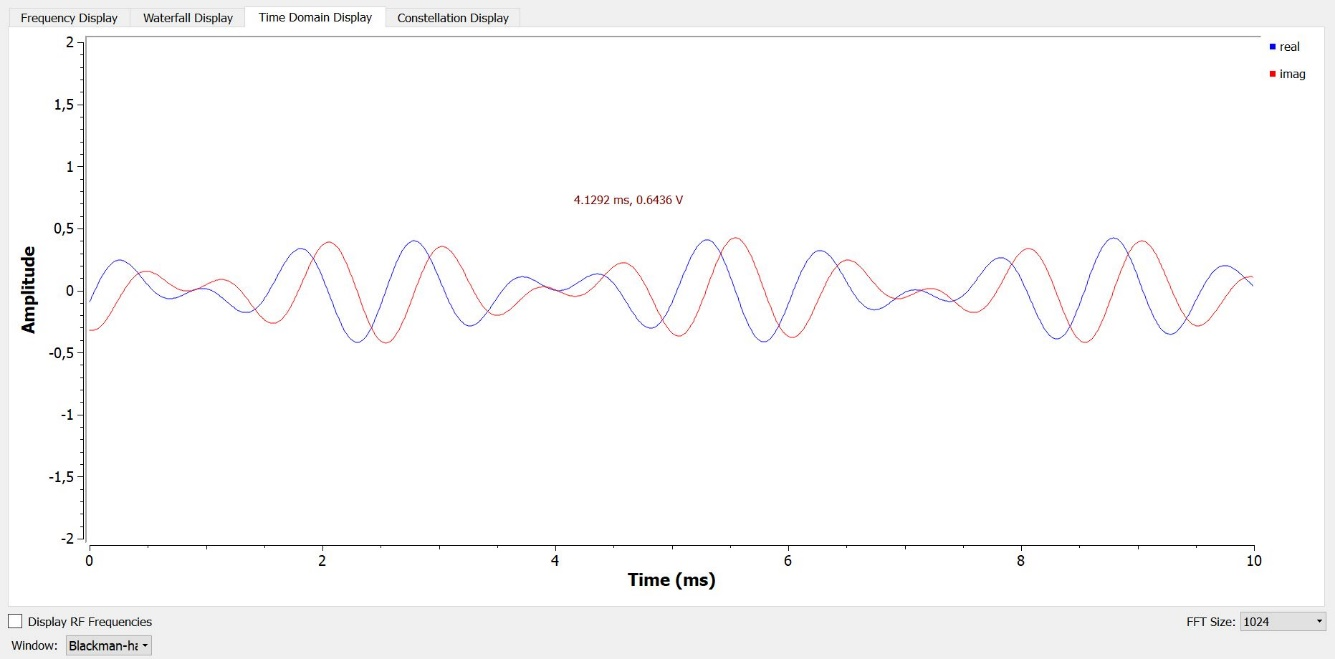 Frequency Display Waterfall Display Time Domain Display Constellation Display
2
1,5
1
0,5
0
-0,5
-1
-1,5
-2
Amplitude
4.1292 ms, 0.6436 V
real
imag
0 2 4 6 8 10
Time (ms)
Display RF Frequencies
FFT Size: 1024
Window: Blackman-ha